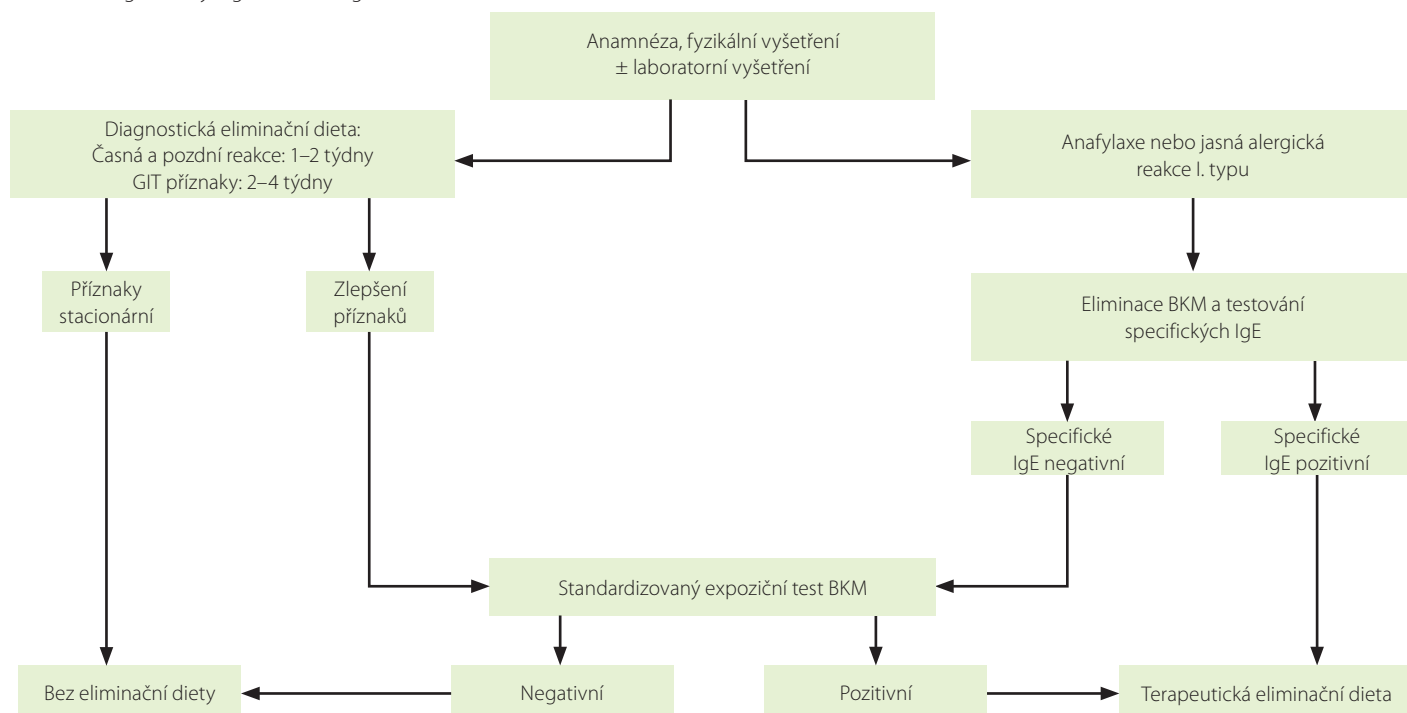 Anamnéza, fyzikální vyšetření
± laboratorní vyšetření
Diagnostická eliminační dieta:
Časná a pozdní reakce: 1–2 týdny
GIT příznaky: 2–4 týdny
Anafylaxe nebo jasná alergická
reakce I. typu
Příznaky
stacionární
Zlepšení
příznaků
Eliminace BKM a testování
specifických IgE
Specifické
IgE negativní
Specifické
IgE pozitivní
Standardizovaný expoziční test BKM
Bez eliminační diety
Negativní
Pozitivní
Terapeutická eliminační dieta